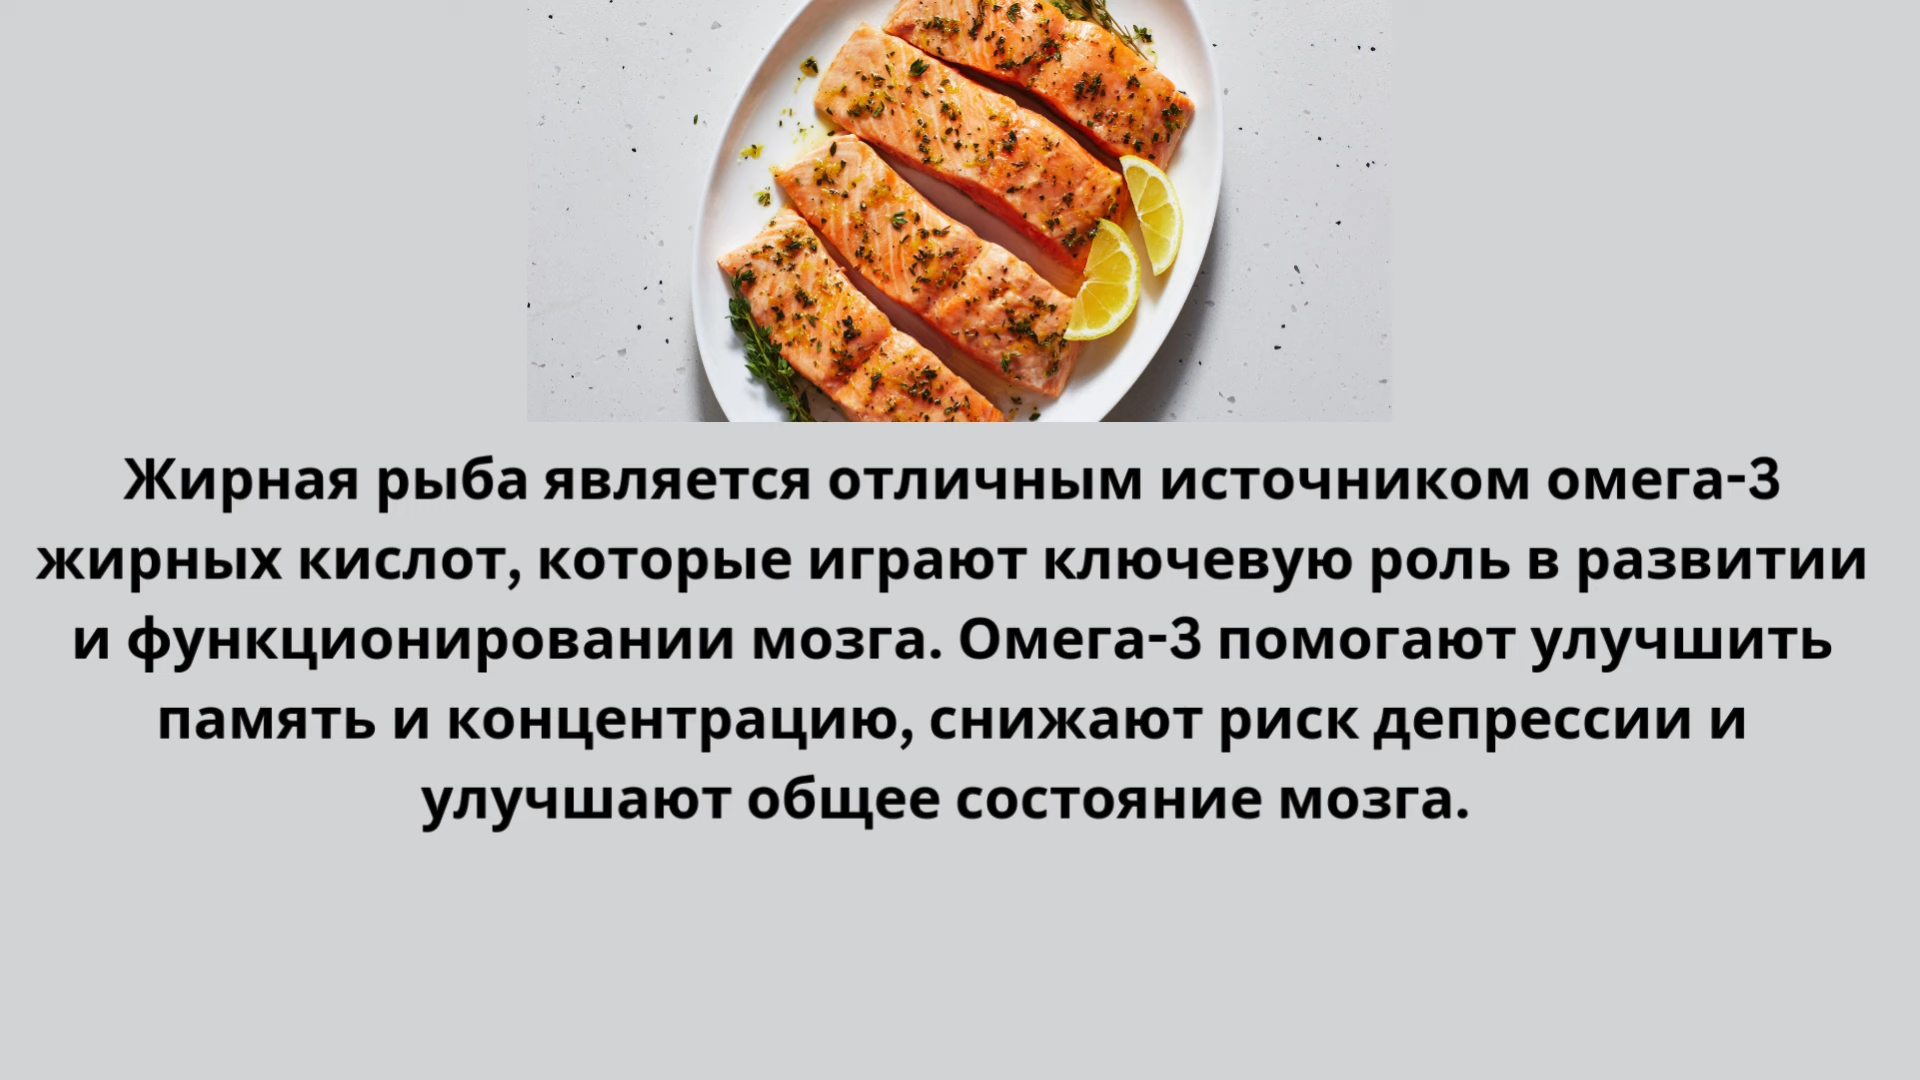 Жирная рыба является отличным источником омега-3
жирных кислот, которые играют ключевую роль в развитии
и функционировании мозга. Омега-3 помогают улучшить
память и концентрацию, снижают риск депрессии и
улучшают общее состояние мозга.